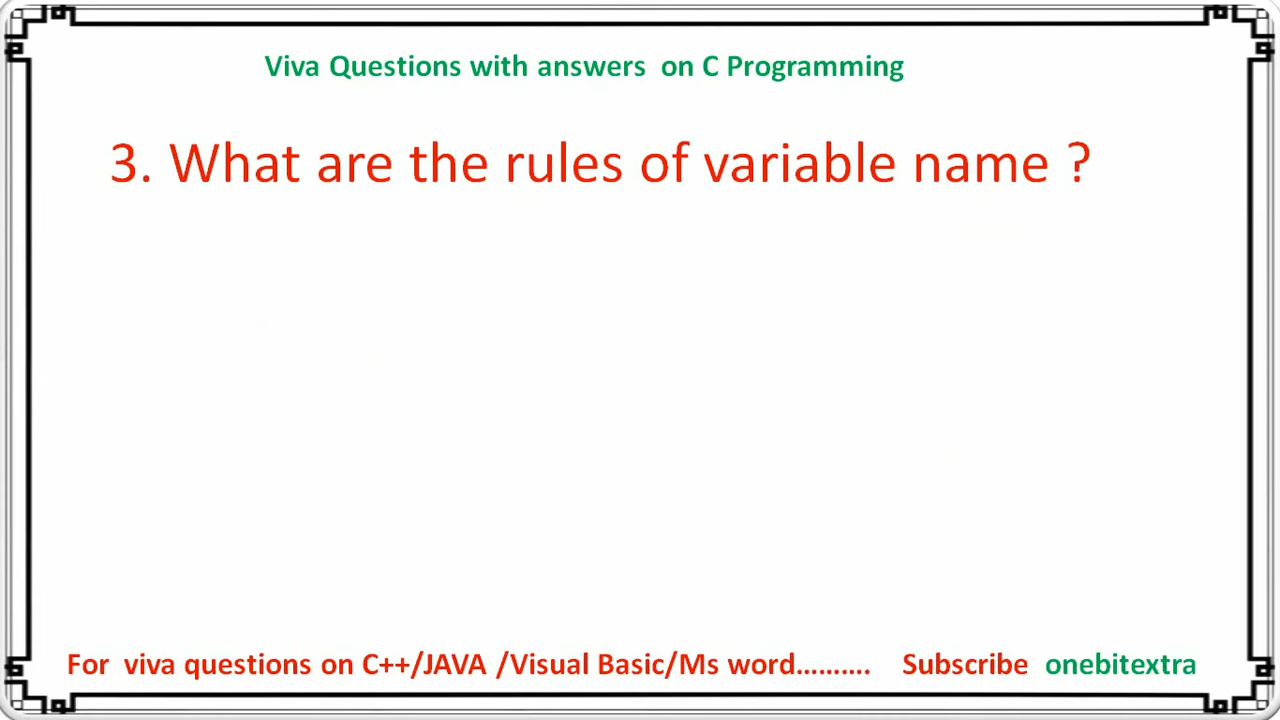 Viva Questions with answers on C Programming
3. What are the rules of variable name ?
For viva questions on C++/JAVA /Visual Basic/Ms word.......... Subscribe onebitextra